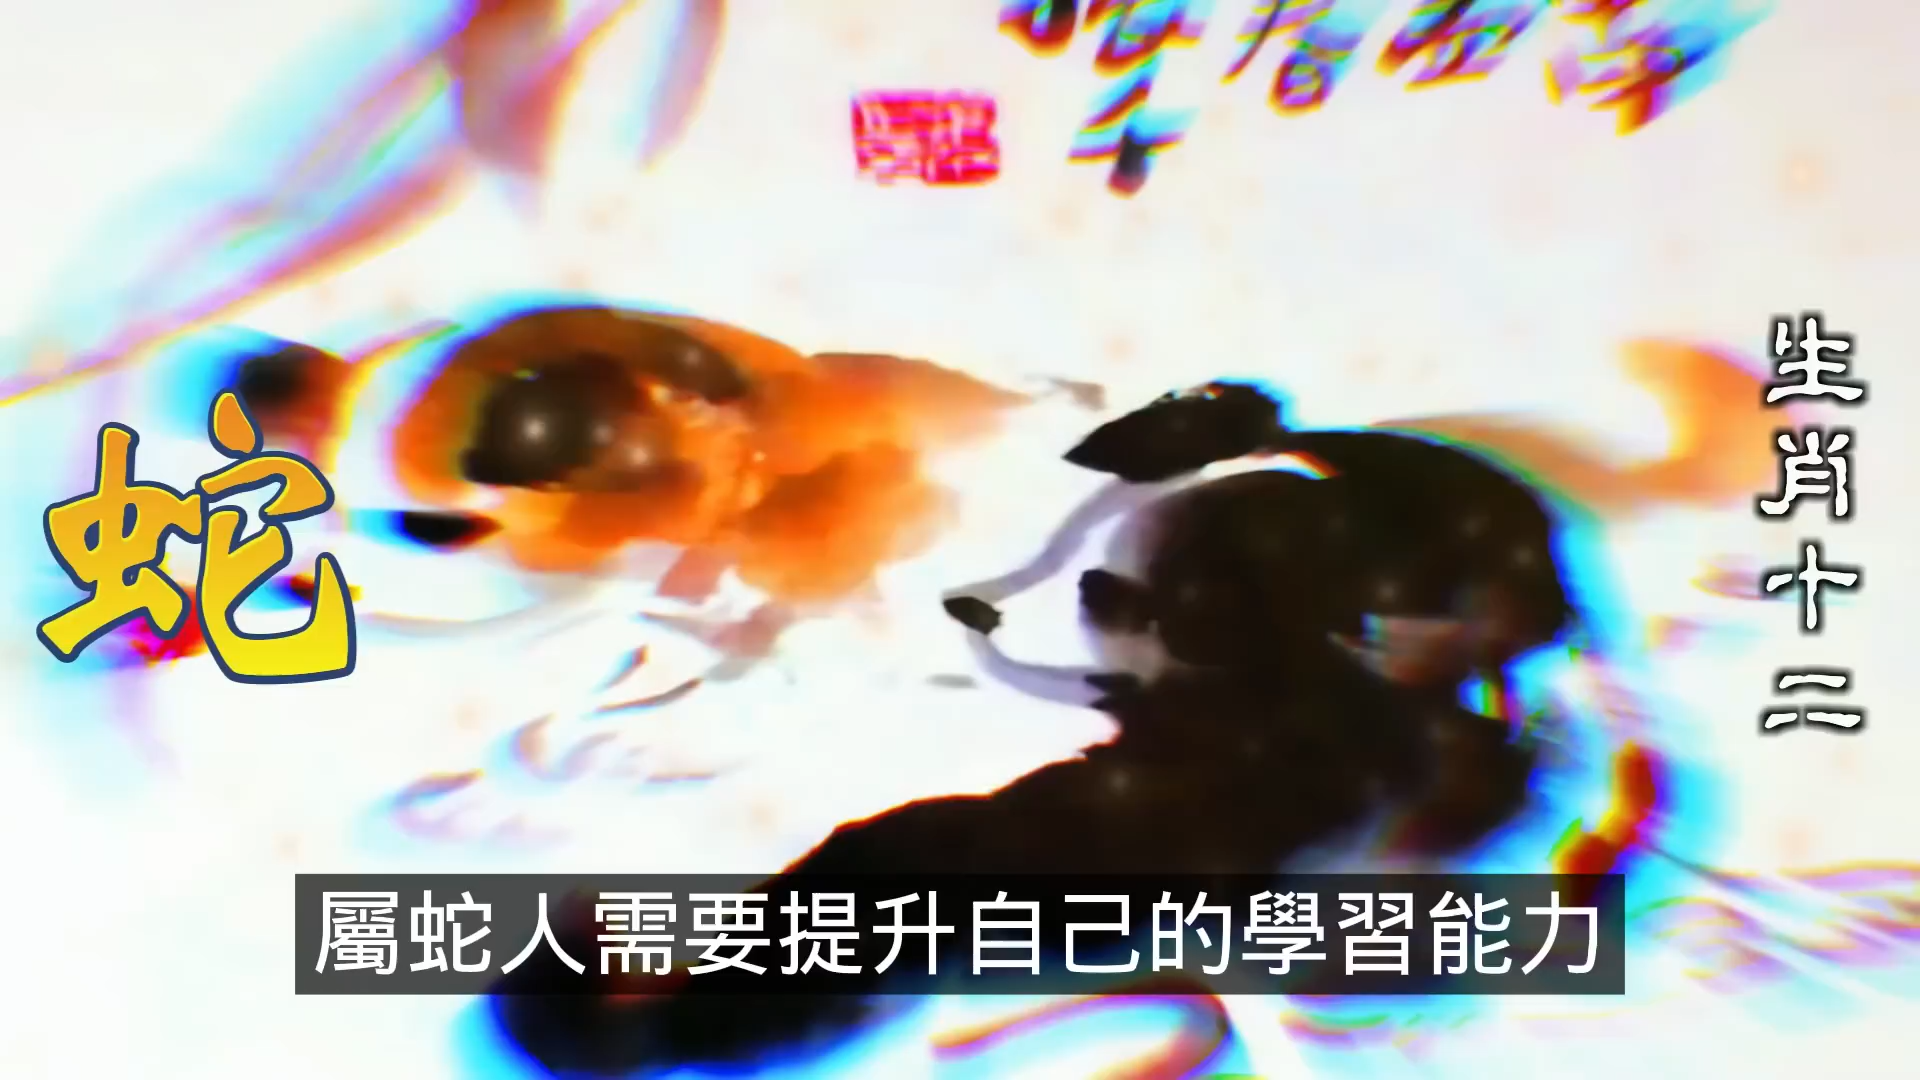 蛇
生肖十二
屬蛇人需要提升自己的學習能力